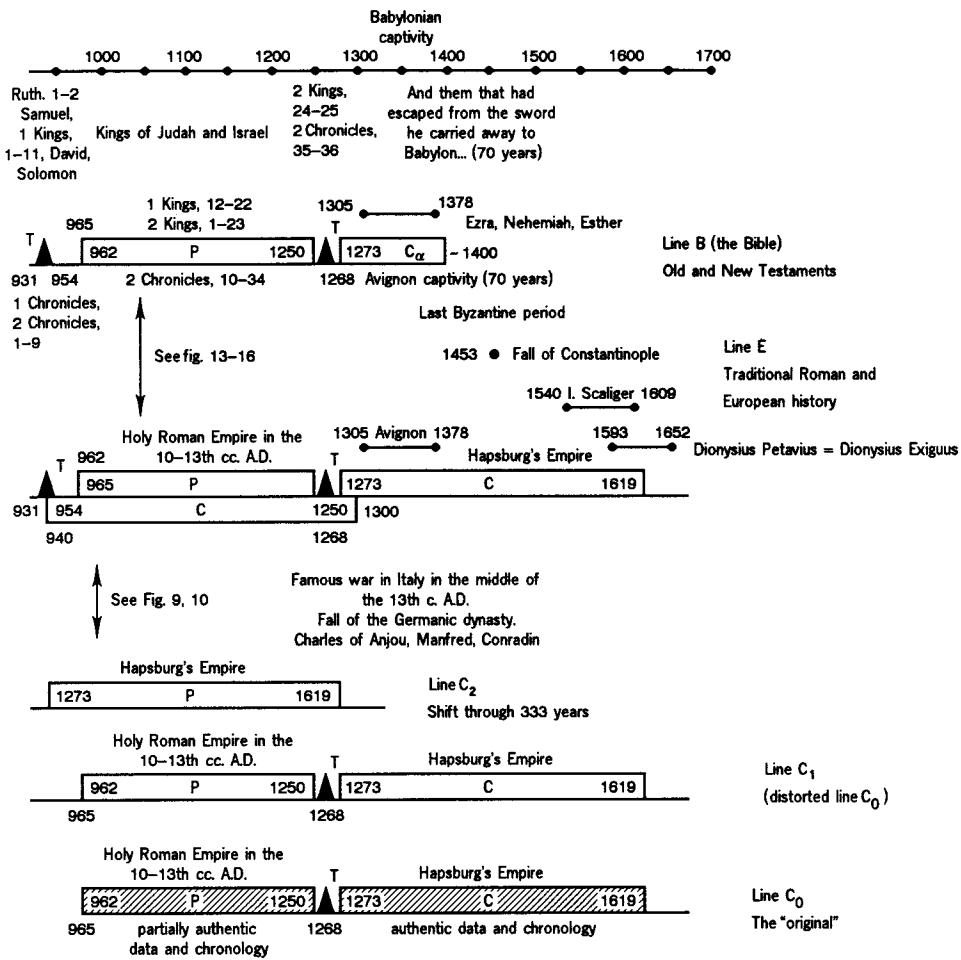 Babylonian
captivity
1000 1100 1200 1300 1400 1500 1600 1700
Ruth. 1–2
Samuel,
1 Kings,
1–11, David,
Solomon
Kings of Judah and Israel
2 Kings,
24–25
2 Chronicles,
35–36
And them that had
escaped from the sword
he carried away to
Babylon... (70 years)
1 Kings, 12–22
2 Kings, 1–23
1305 1378
Ezra, Nehemiah, Esther
T 965 T
962 P 1250 1273 Cα ~ 1400
Line B (the Bible)
Old and New Testaments
931 954 2 Chronicles, 10–34 1268 Avignon captivity (70 years)
1 Chronicles,
2 Chronicles,
1–9
See fig. 13–16
Last Byzantine period
1453 Fall of Constantinople
Line E
Traditional Roman and
European history
1540 I. Scaliger 1609
Holy Roman Empire in the
10–13th cc. A.D.
1305 Avignon 1378
1593 1652
Dionysius Petavius = Dionysius Exiguus
T 962 T
Hapsburg's Empire
965 P 1273 C 1619
931 954 C 1250 1300
940 1268
See Fig. 9, 10
Famous war in Italy in the middle of
the 13th c. A.D.
Fall of the Germanic dynasty.
Charles of Anjou, Manfred, Conradin
Hapsburg's Empire
1273 P 1619
Line C2
Shift through 333 years
Holy Roman Empire in the
10–13th cc. A.D.
T
Hapsburg's Empire
962 P 1250 1273 C 1619
965 1268
Line C1
(distorted line C0)
Holy Roman Empire in the
10–13th cc. A.D.
T
Hapsburg's Empire
962 P 1250 1273 C 1619
Line C0
The "original"
965 partially authentic
data and chronology
1268 authentic data and chronology